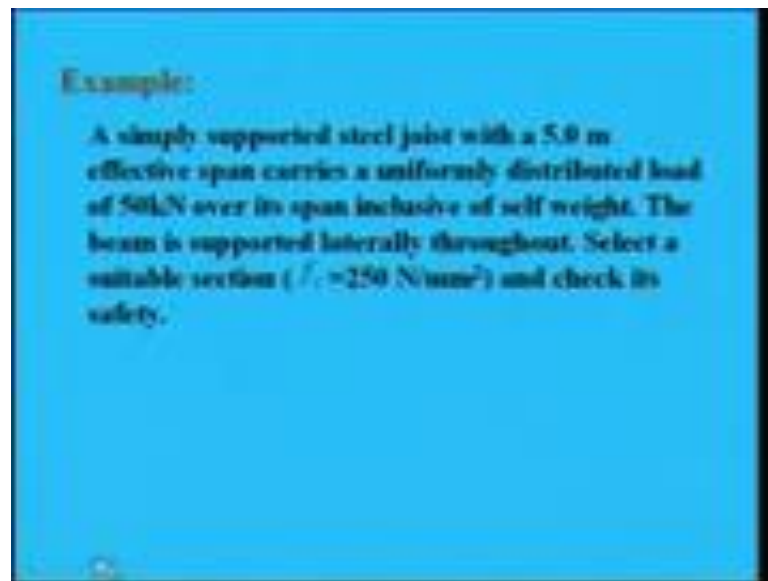 Example:
A simply supported steel joist with a 5.0 m
effective span carries a uniformly distributed load
of 50kN over its span inclusive of self weight. The
beam is supported laterally throughout. Select a
suitable section ( =250 N/mm²) and check its
safety.